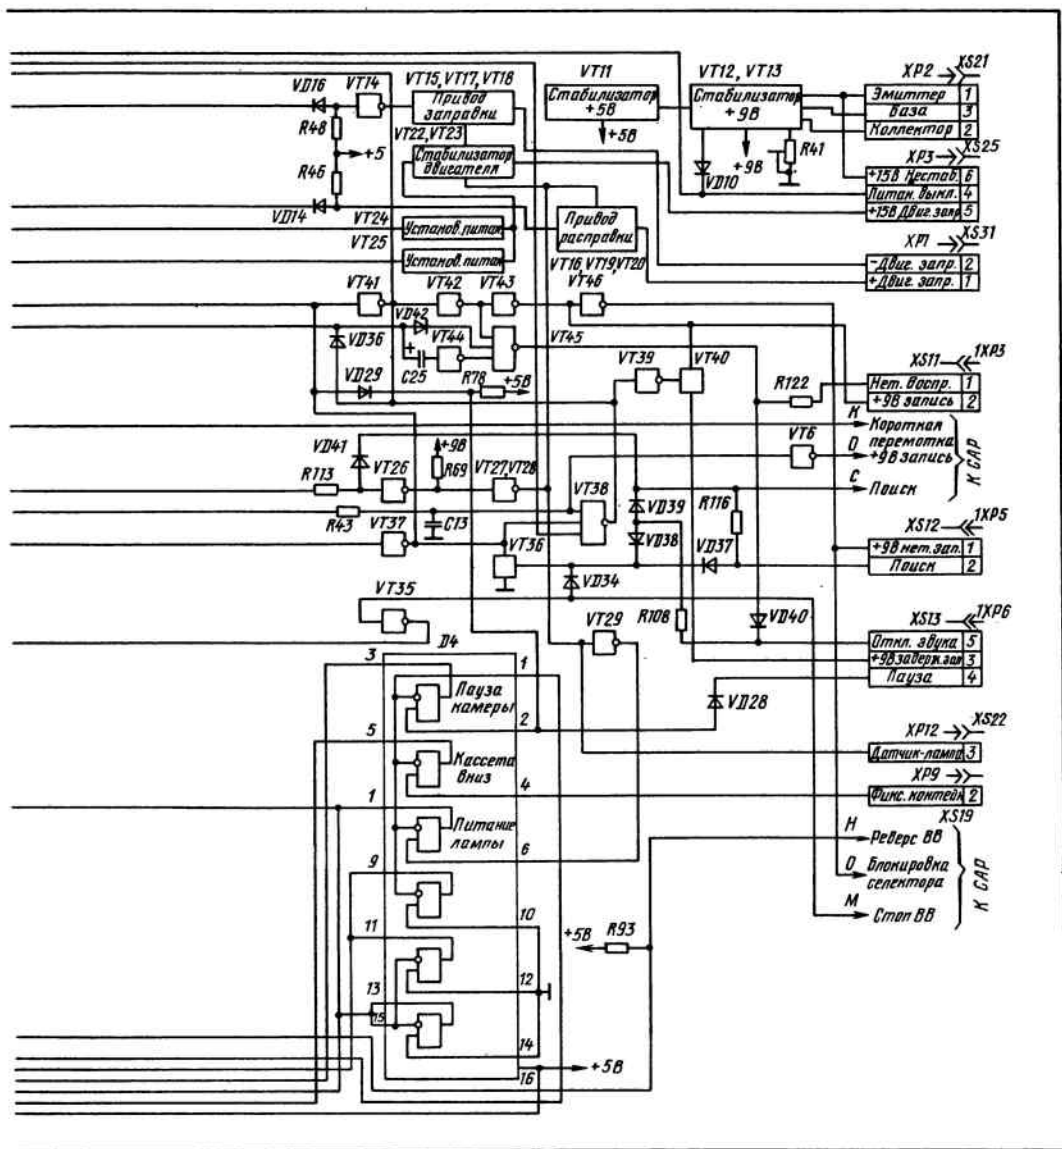 XP2 XS21
VT11 VT12, VT13
VD16 VT14 VT15, VT17, VT18
Привод заправки
Стабилизатор +5В
Стабилизатор +9В
Эмиттер 1
База 3
Коллектор 2
R48
VT22, VT23
+5В
+9В
R41
XP3 XS25
+5
Стабилизатор двигателя
VD10
+15В Нестаб. 6
Питан. выкл. 4
+15В Двиг. запр. 5
R46
VD14
VT24
Установ. питан.
Привод расправки
XP1 XS31
VT25
Установ. питан.
VT16, VT19, VT20
-Двиг. запр. 2
+Двиг. запр. 1
VT41 VT42 VT43 VT46
VD42
VD36
VT44
VT45
+
C25
VD29
R78 +5В
VT39 VT40
XS11 1XP3
R122
Нет. воспр. 1
+9В запись 2
К
Короткая перемотка
VD41
+9В
VT6
О
+9В запись
К САР
R113
VT26
R69
VT27, VT28
С
Поиск
VT38
VD39
R116
R43
C13
VT37
VD38
VD37
XS12 1XP5
VT36
+9В нет. зап. 1
Поиск 2
VD34
VT35
VT29
R108
VD40
XS13 1XP6
D4
Откл. звука 5
+9В задерж. зап 3
Пауза 4
3 1
Пауза камеры
2
VD28
XP12 XS22
5
Кассета вниз
Датчик-лампа 3
4
XP9
Фикс. контейн 2
1
Питание лампы
6
XS19
Н
Реверс ВВ
9
О
Блокировка селектора
К САР
10
М
Стоп ВВ
11
+5В R93
12
13
15
14
16
+5В